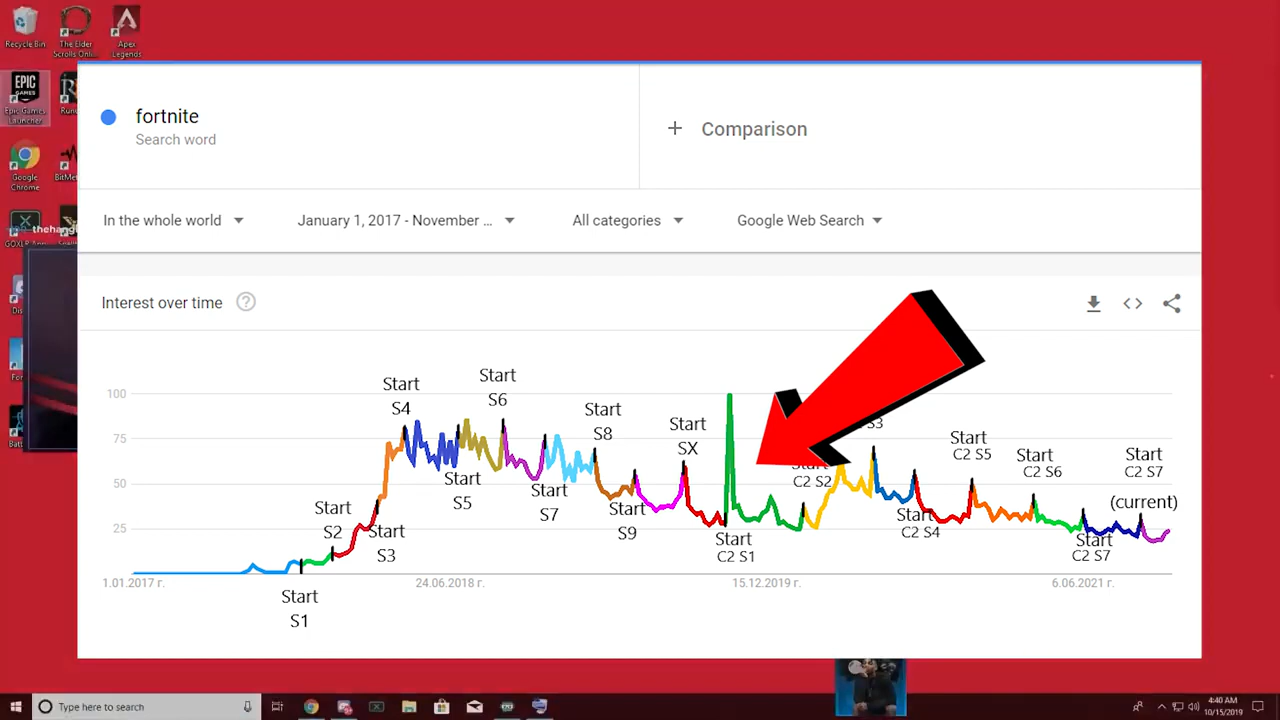 Recycle Bin
The Elder
Scrolls Onli...
Apex
Legends
EPIC
GAMES
Epic Games
Launcher
Google
Chrome
thehang
fortnite
Search word
+ Comparison
In the whole world
January 1, 2017 - November ...
All categories
Google Web Search
Interest over time
?
100
75
50
25
Start
S1
Start
S2
Start
S3
Start
S4
Start
S5
Start
S6
Start
S7
Start
S8
Start
S9
Start
SX
Start
C2 S1
Start
C2 S2
S3
Start
C2 S4
Start
C2 S5
Start
C2 S6
Start
C2 S7
Start
C2 S7
(current)
1.01.2017 г.
24.06.2018 г.
15.12.2019 г.
6.06.2021 г.
Type here to search
4:40 AM
10/15/2019